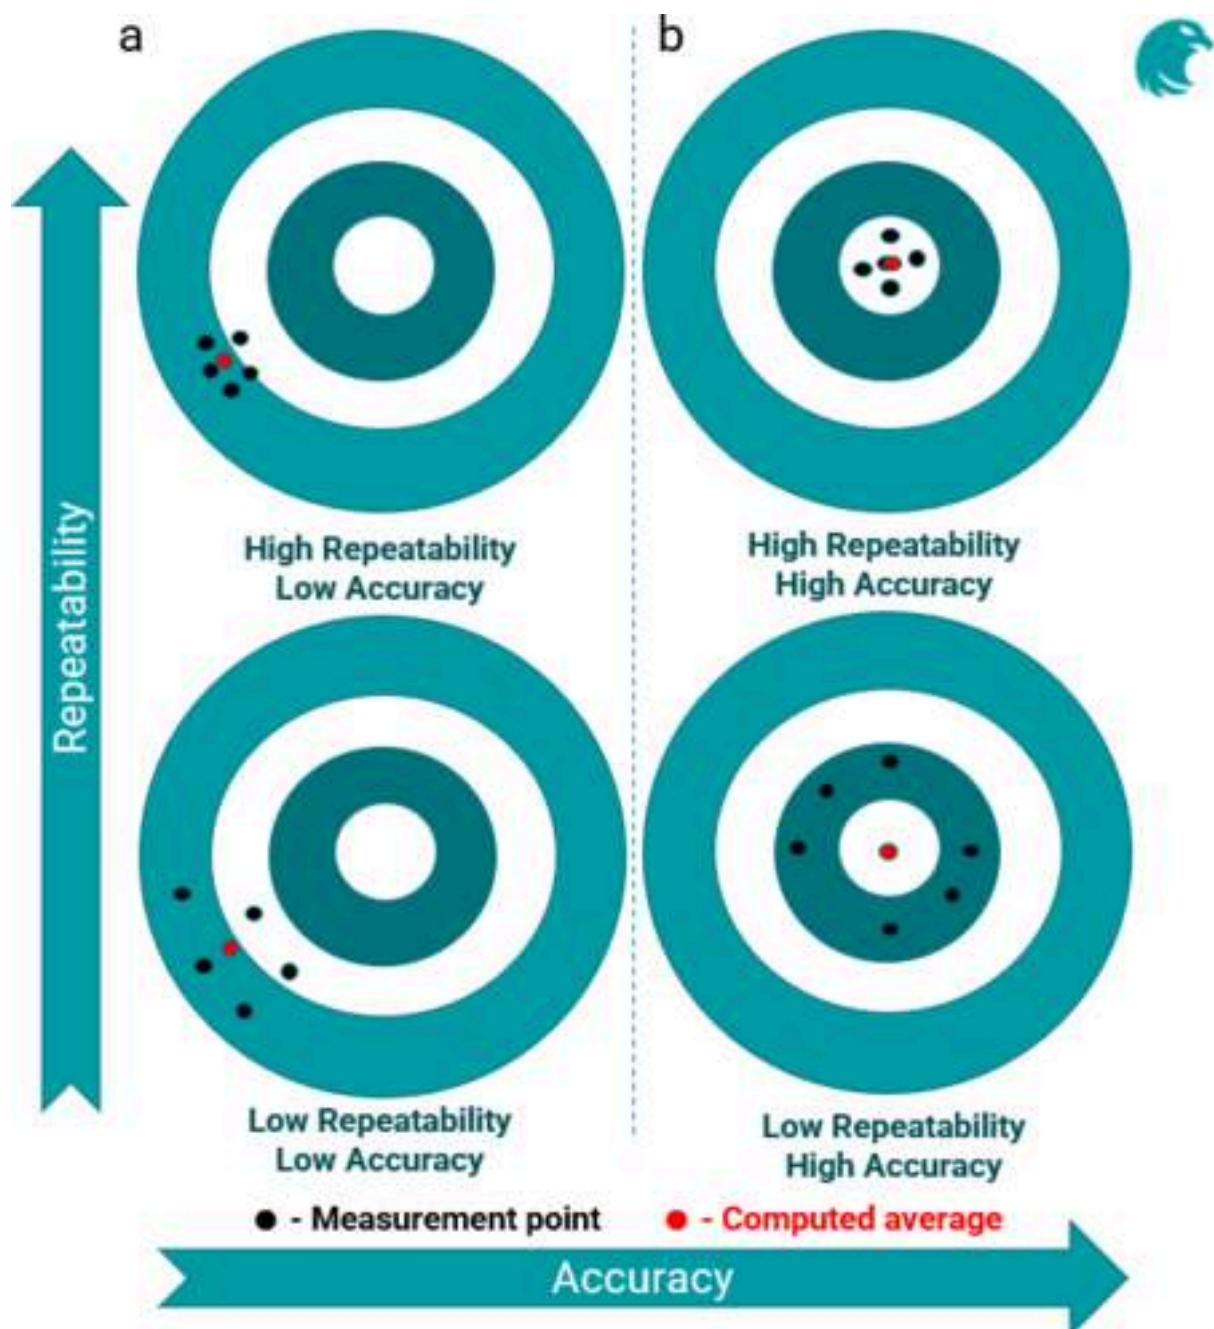 a
b
High Repeatability
Low Accuracy
High Repeatability
High Accuracy
Repeatability
Low Repeatability
Low Accuracy
Low Repeatability
High Accuracy
- Measurement point
- Computed average
Accuracy